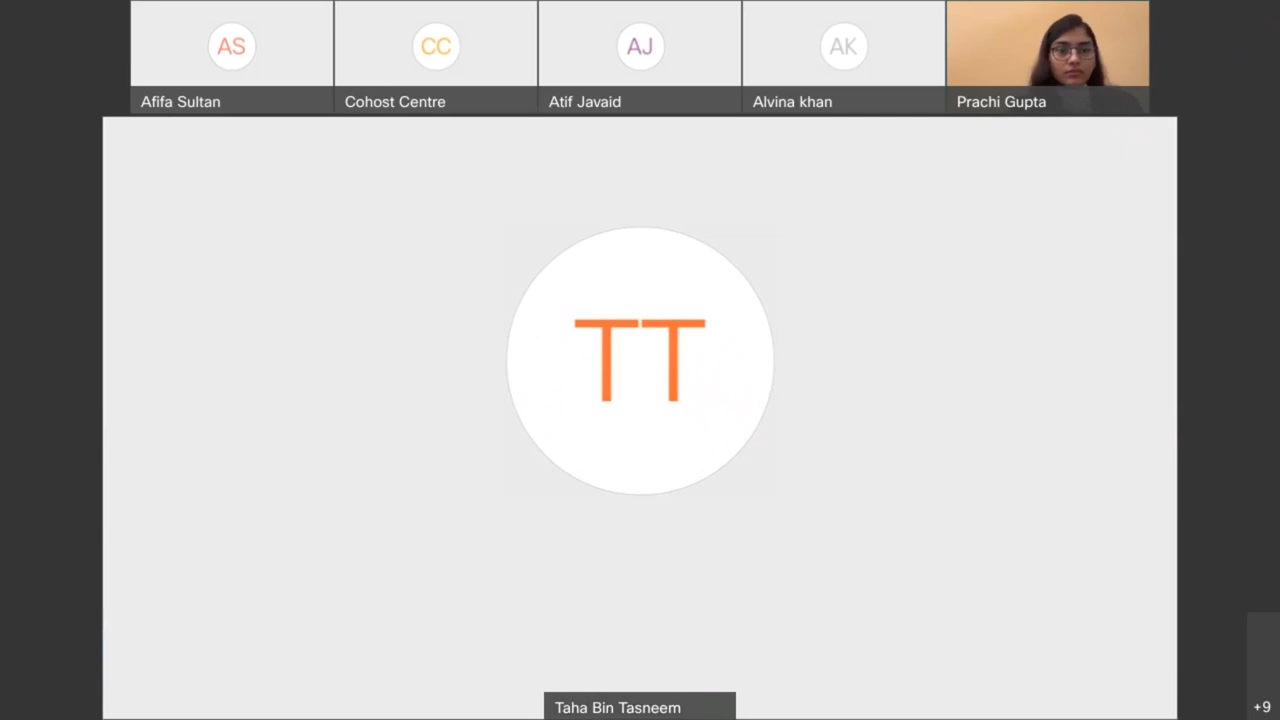 AS
CC
AJ
AK
Afifa Sultan
Cohost Centre
Atif Javaid
Alvina khan
Prachi Gupta
TT
Taha Bin Tasneem
+9